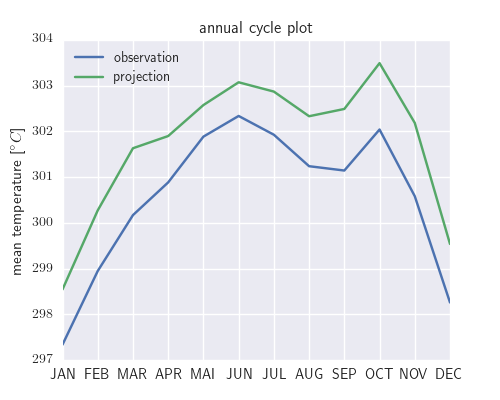 annual cycle plot
observation
projection
mean temperature [°C]
304
303
302
301
300
299
298
297
JAN FEB MAR APR MAI JUN JUL AUG SEP OCT NOV DEC